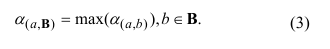 α(a,B) = max(α(a,b)), b ∈ B. (3)